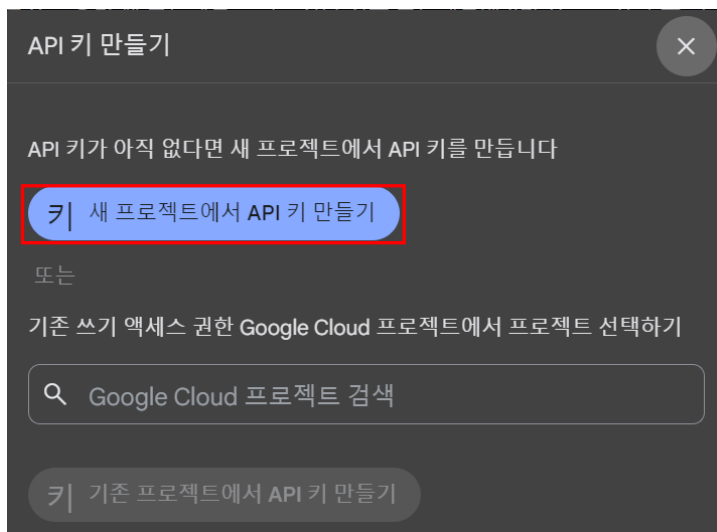 API 키 만들기
API 키가 아직 없다면 새 프로젝트에서 API 키를 만듭니다
키 새 프로젝트에서 API 키 만들기
또는
기존 쓰기 액세스 권한 Google Cloud 프로젝트에서 프로젝트 선택하기
Google Cloud 프로젝트 검색
키 기존 프로젝트에서 API 키 만들기